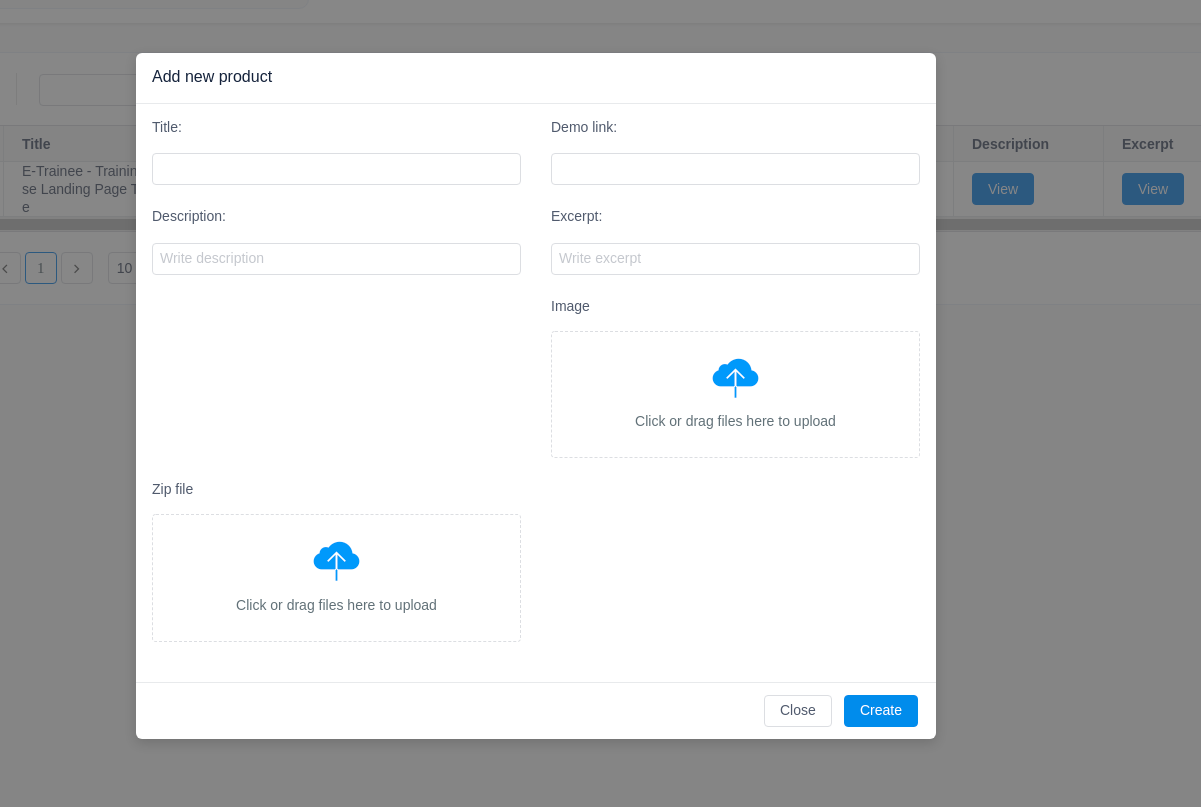 Add new product
Title:
Demo link:
Description:
Excerpt:
Write description
Write excerpt
Image
Click or drag files here to upload
Zip file
Click or drag files here to upload
Close
Create
Title
Description
Excerpt
E-Trainee - Trainin
se Landing Page T
e
View
View
1
10